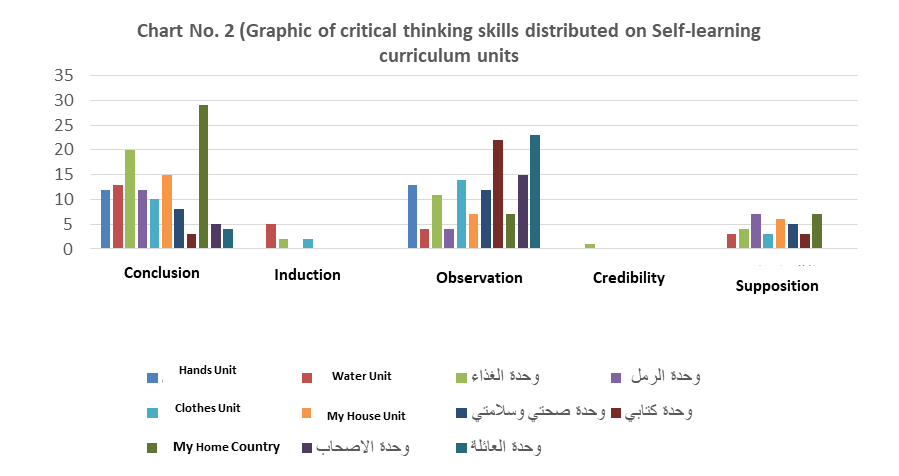 Chart No. 2 (Graphic of critical thinking skills distributed on Self-learning
curriculum units
35
30
25
20
15
10
5
0
Conclusion
Induction
Observation
Credibility
Supposition
Hands Unit
Water Unit
وحدة الغذاء
وحدة الرمل
Clothes Unit
My House Unit
وحدة صحتي وسلامتي
وحدة كتابي
My Home Country
وحدة الاصحاب
وحدة العائلة